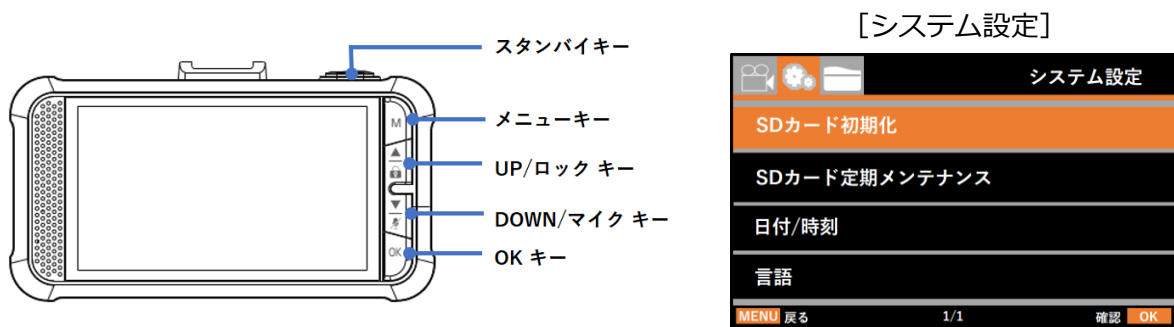 スタンバイキー
M
メニューキー
UP/ロック キー
DOWN/マイク キー
OK
OK キー
[システム設定]
システム設定
SDカード初期化
SDカード定期メンテナンス
日付/時刻
言語
MENU 戻る 1/1 確認 OK